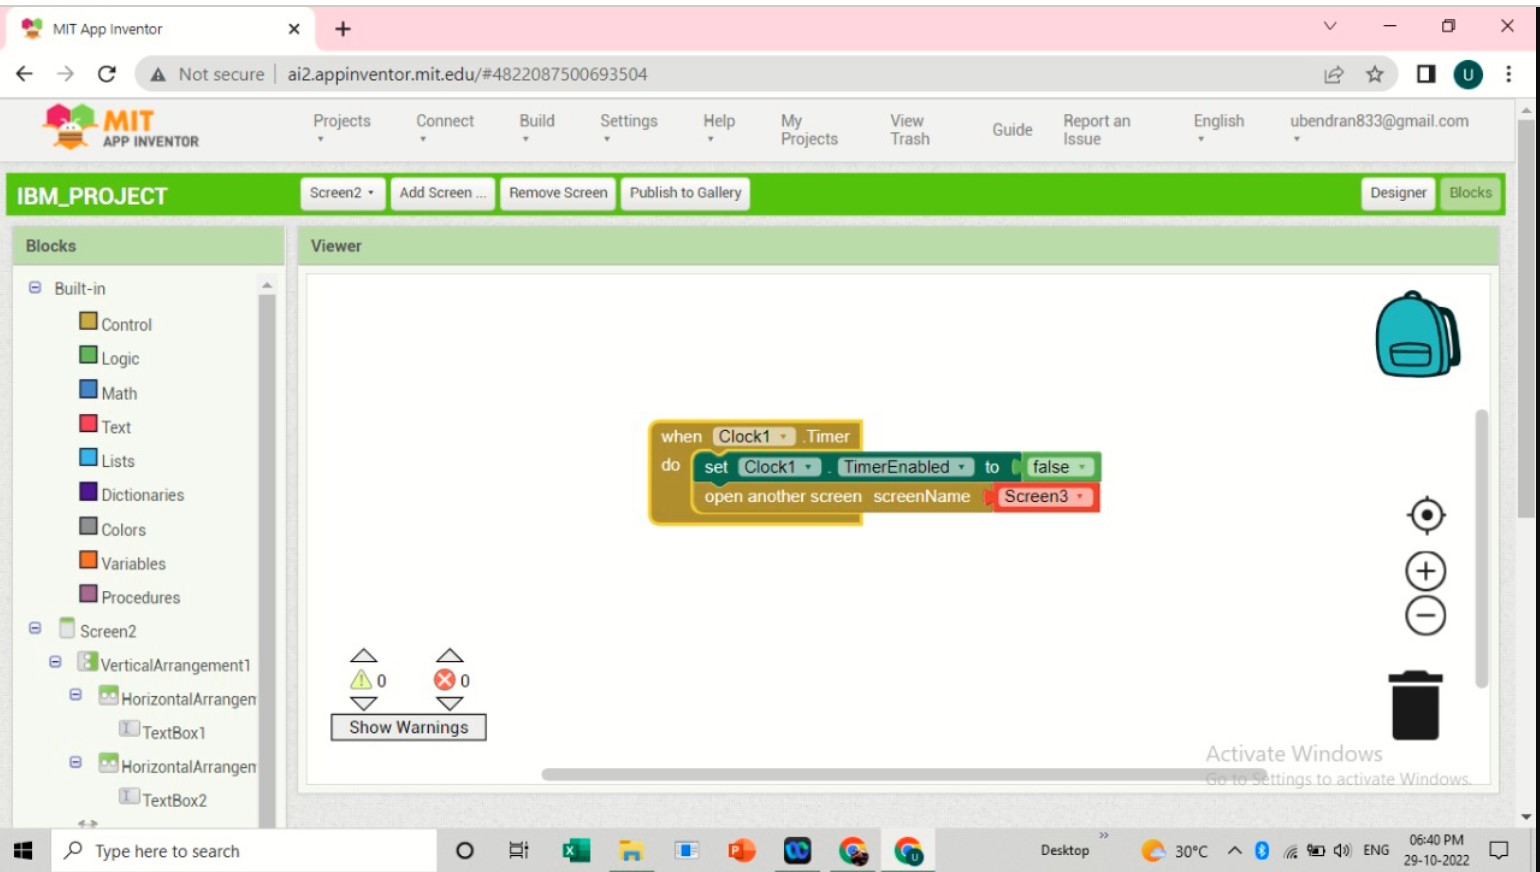 MIT App Inventor
Not secure
ai2.appinventor.mit.edu/#4822087500693504
U
MIT
APP INVENTOR
Projects
Connect
Build
Settings
Help
My
Projects
View
Trash
Guide
Report an
Issue
English
ubendran833@gmail.com
IBM_PROJECT
Screen2
Add Screen ...
Remove Screen
Publish to Gallery
Designer
Blocks
Blocks
Viewer
Built-in
Control
Logic
Math
Text
Lists
Dictionaries
Colors
Variables
Procedures
Screen2
VerticalArrangement1
HorizontalArrangem
TextBox1
HorizontalArrangem
TextBox2
when Clock1 .Timer
do set Clock1 . TimerEnabled to false
open another screen screenName Screen3
0 0
Show Warnings
Activate Windows
Go to Settings to activate Windows.
Type here to search
Desktop
30°C
ENG
06:40 PM
29-10-2022